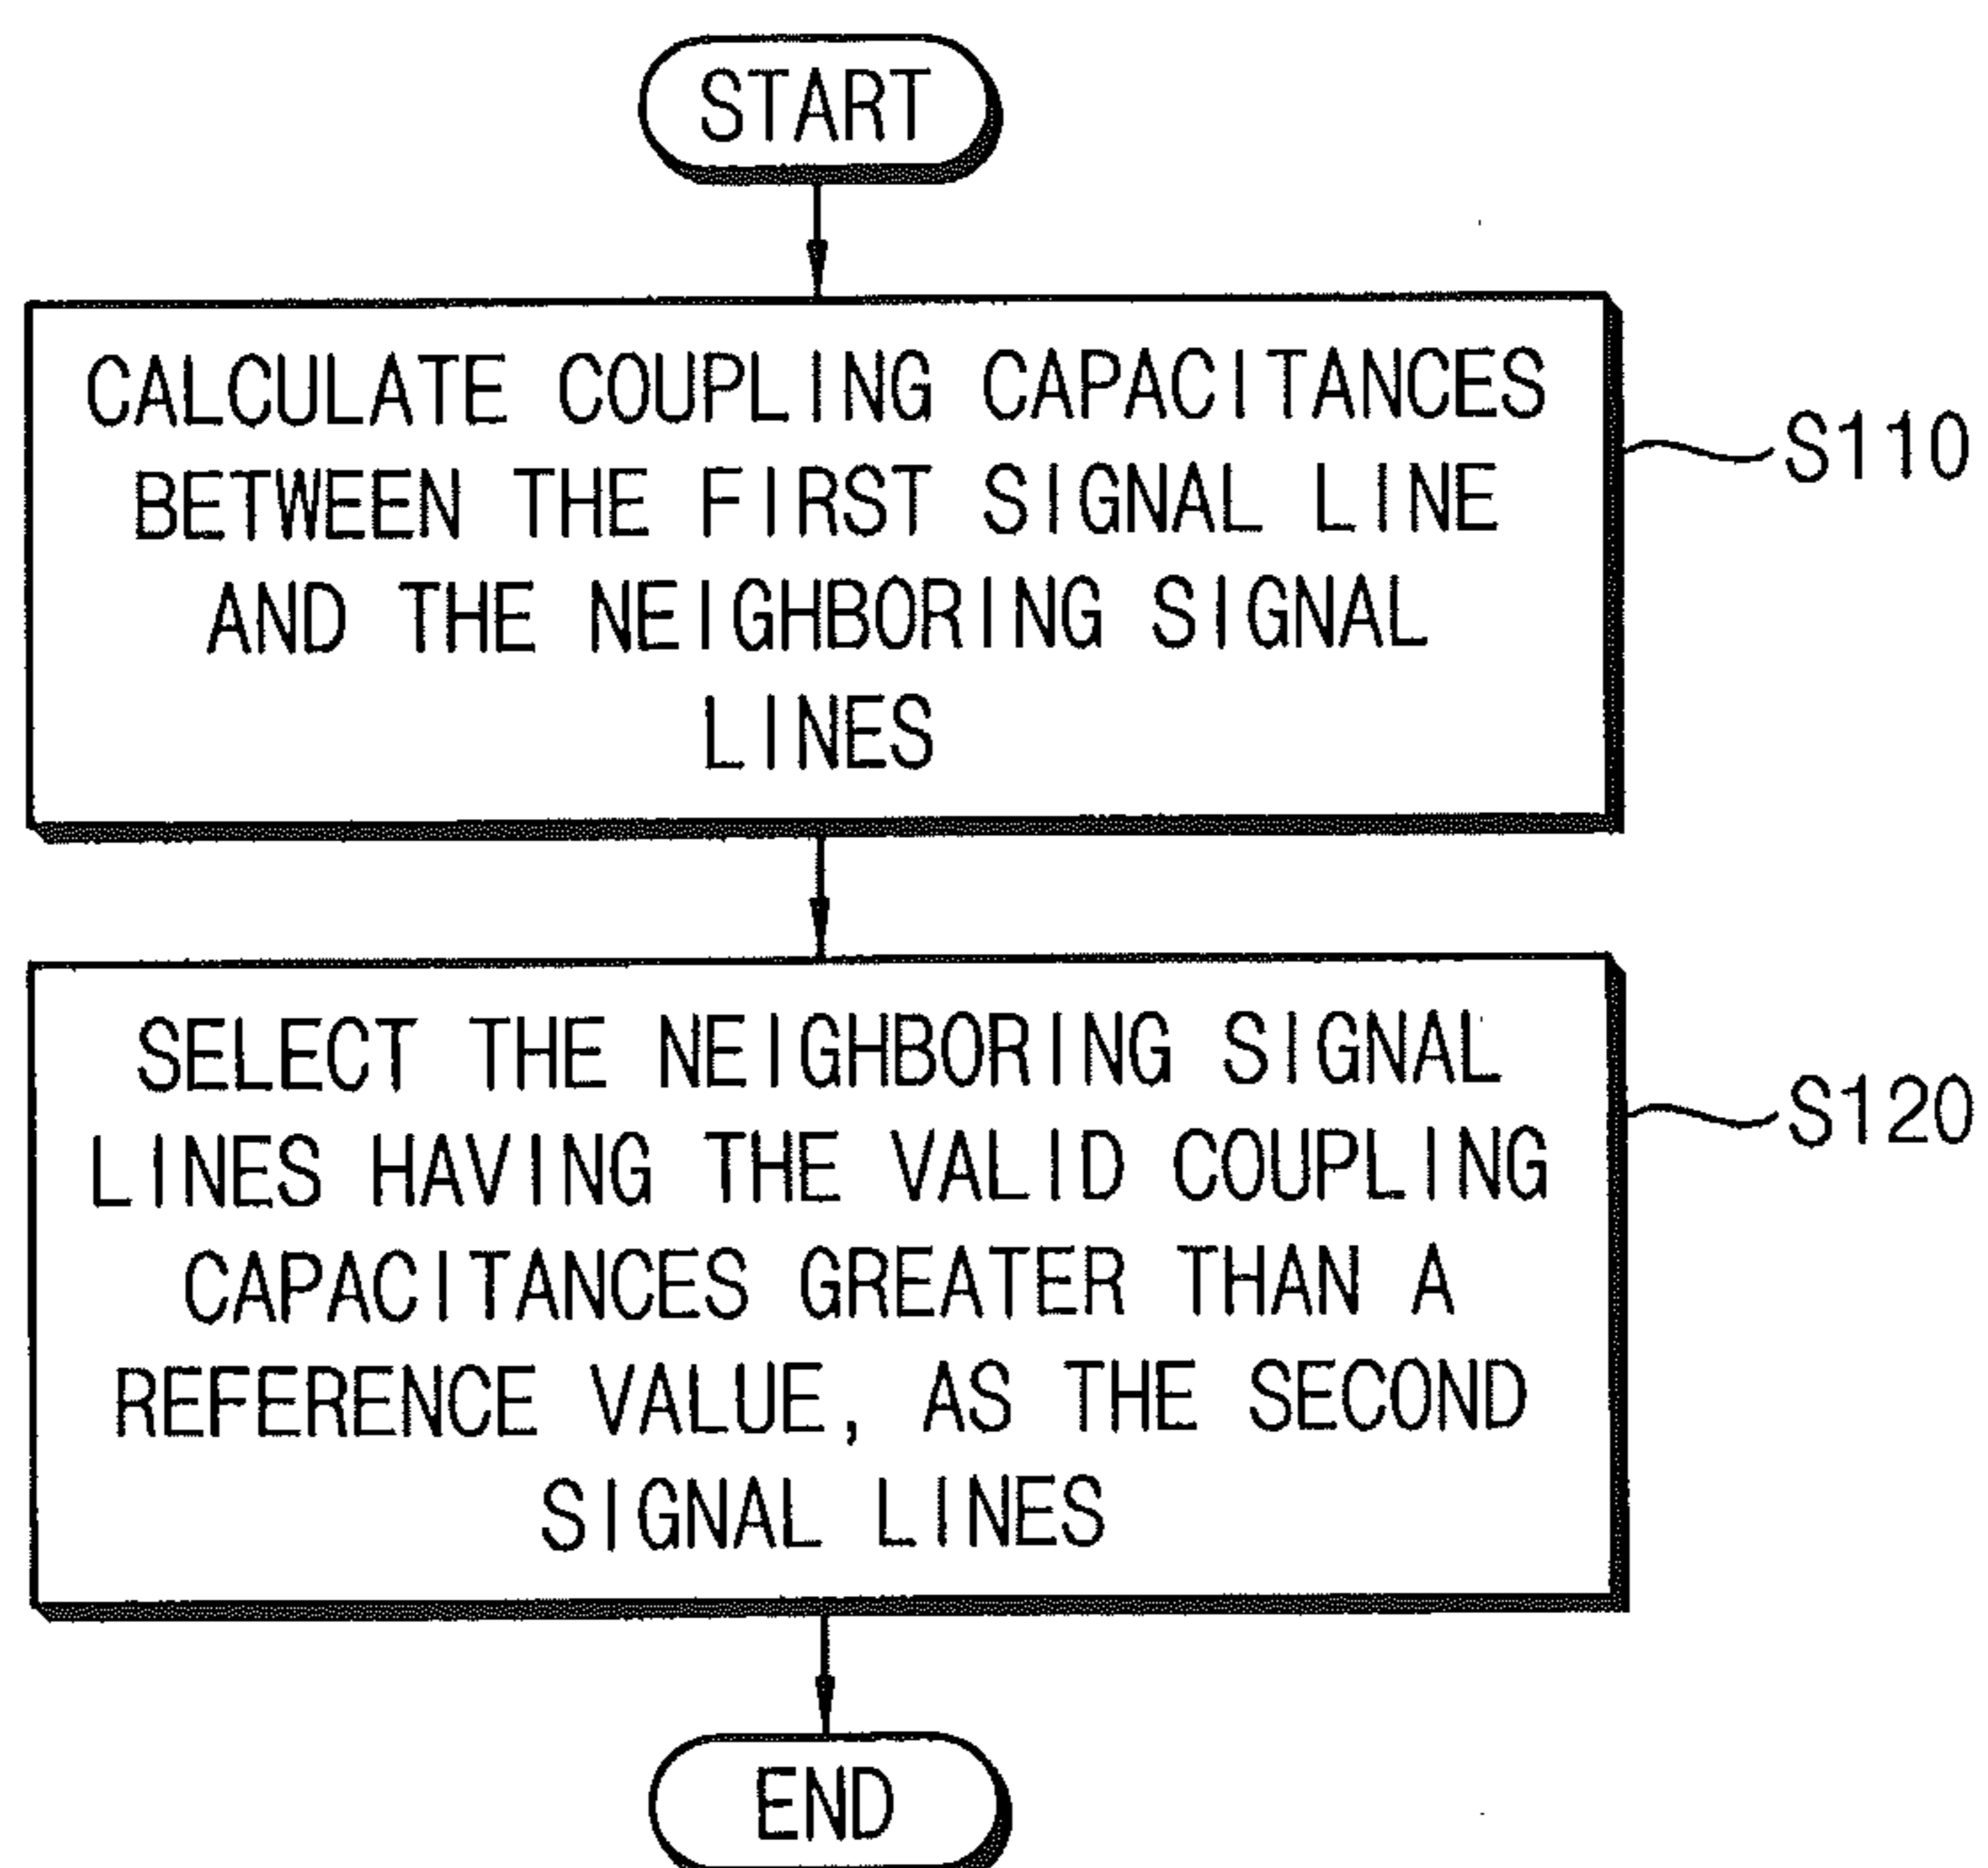 START
CALCULATE COUPLING CAPACITANCES
BETWEEN THE FIRST SIGNAL LINE
AND THE NEIGHBORING SIGNAL
LINES
S110
SELECT THE NEIGHBORING SIGNAL
LINES HAVING THE VALID COUPLING
CAPACITANCES GREATER THAN A
REFERENCE VALUE, AS THE SECOND
SIGNAL LINES
S120
END